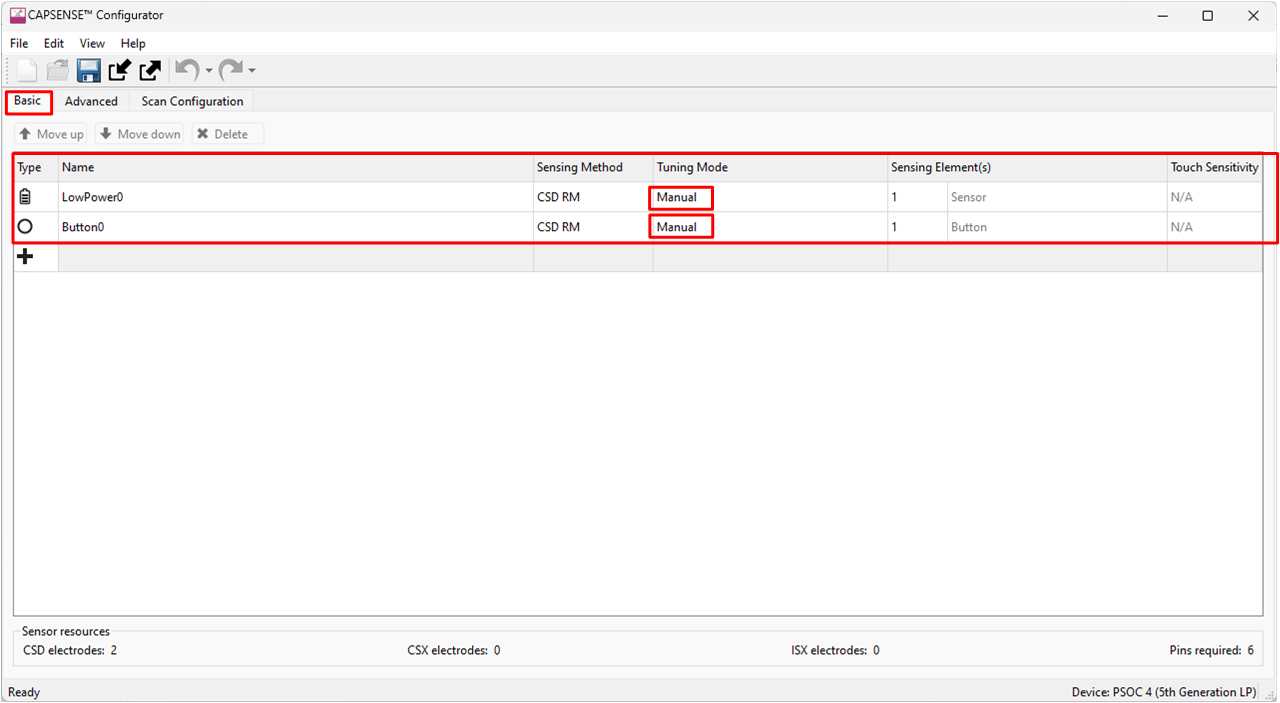 CAPSENSE™ Configurator
File Edit View Help
Basic Advanced Scan Configuration
Move up Move down Delete
Type Name Sensing Method Tuning Mode Sensing Element(s) Touch Sensitivity
LowPower0 CSD RM Manual 1 Sensor N/A
Button0 CSD RM Manual 1 Button N/A
Sensor resources
CSD electrodes: 2 CSX electrodes: 0 ISX electrodes: 0 Pins required: 6
Ready Device: PSOC 4 (5th Generation LP)